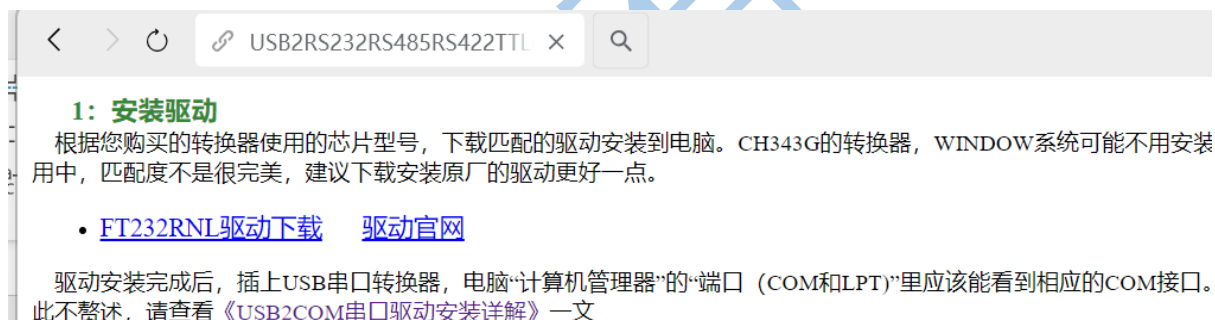 USB2RS232RS485RS422TTL
1：安装驱动
根据您购买的转换器使用的芯片型号，下载匹配的驱动安装到电脑。CH343G的转换器，WINDOW系统可能不用安装
用中，匹配度不是很完美，建议下载安装原厂的驱动更好一点。
• FT232RNL驱动下载 驱动官网
驱动安装完成后，插上USB串口转换器，电脑“计算机管理器”的“端口（COM和LPT)”里应该能看到相应的COM接口。
此不赘述，请查看《USB2COM串口驱动安装详解》一文